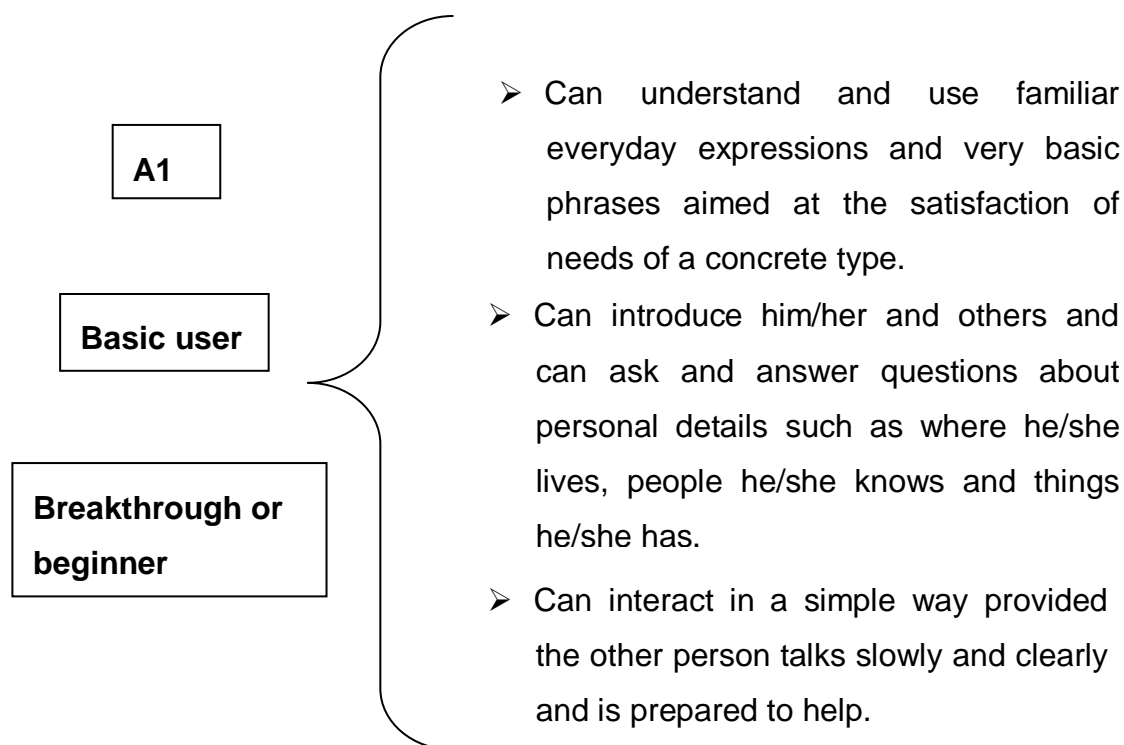 A1
Basic user
Breakthrough or
beginner
➢ Can understand and use familiar
everyday expressions and very basic
phrases aimed at the satisfaction of
needs of a concrete type.
➢ Can introduce him/her and others and
can ask and answer questions about
personal details such as where he/she
lives, people he/she knows and things
he/she has.
➢ Can interact in a simple way provided
the other person talks slowly and clearly
and is prepared to help.